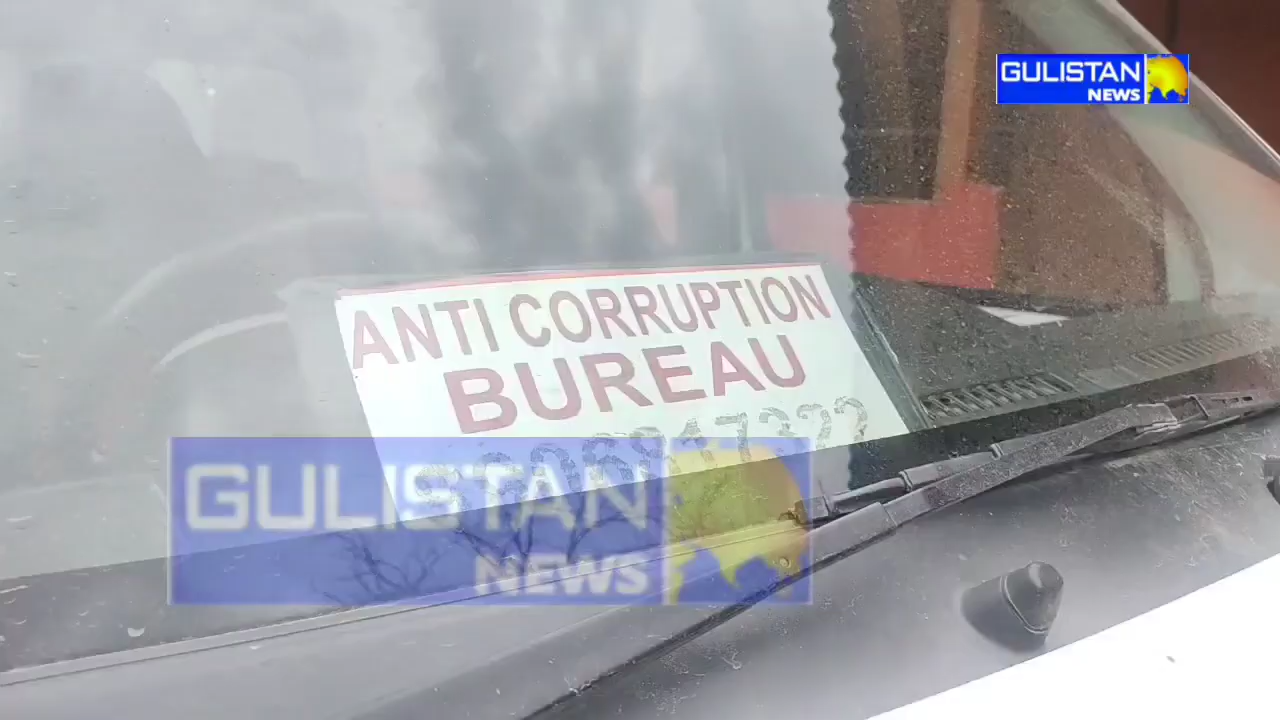 GULISTAN
NEWS
ANTI CORRUPTION
BUREAU
GULISTAN
NEWS